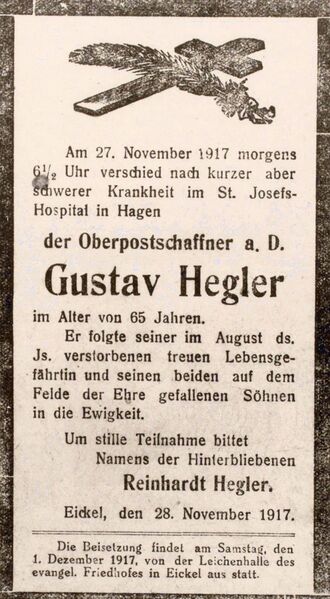 Am 27. November 1917 morgens
6½ Uhr verschied nach kurzer aber
schwerer Krankheit im St. Josefs-
Hospital in Hagen
der Oberpostschaffner a. D.
Gustav Hegler
im Alter von 65 Jahren.
Er folgte seiner im August ds.
Js. verstorbenen treuen Lebensge-
fährtin und seinen beiden auf dem
Felde der Ehre gefallenen Söhnen
in die Ewigkeit.
Um stille Teilnahme bittet
Namens der Hinterbliebenen
Reinhardt Hegler.
Eickel, den 28. November 1917.
Die Beisetzung findet am Samstag, den
1. Dezember 1917, von der Leichenhalle des
evangel. Friedhofes in Eickel aus statt.